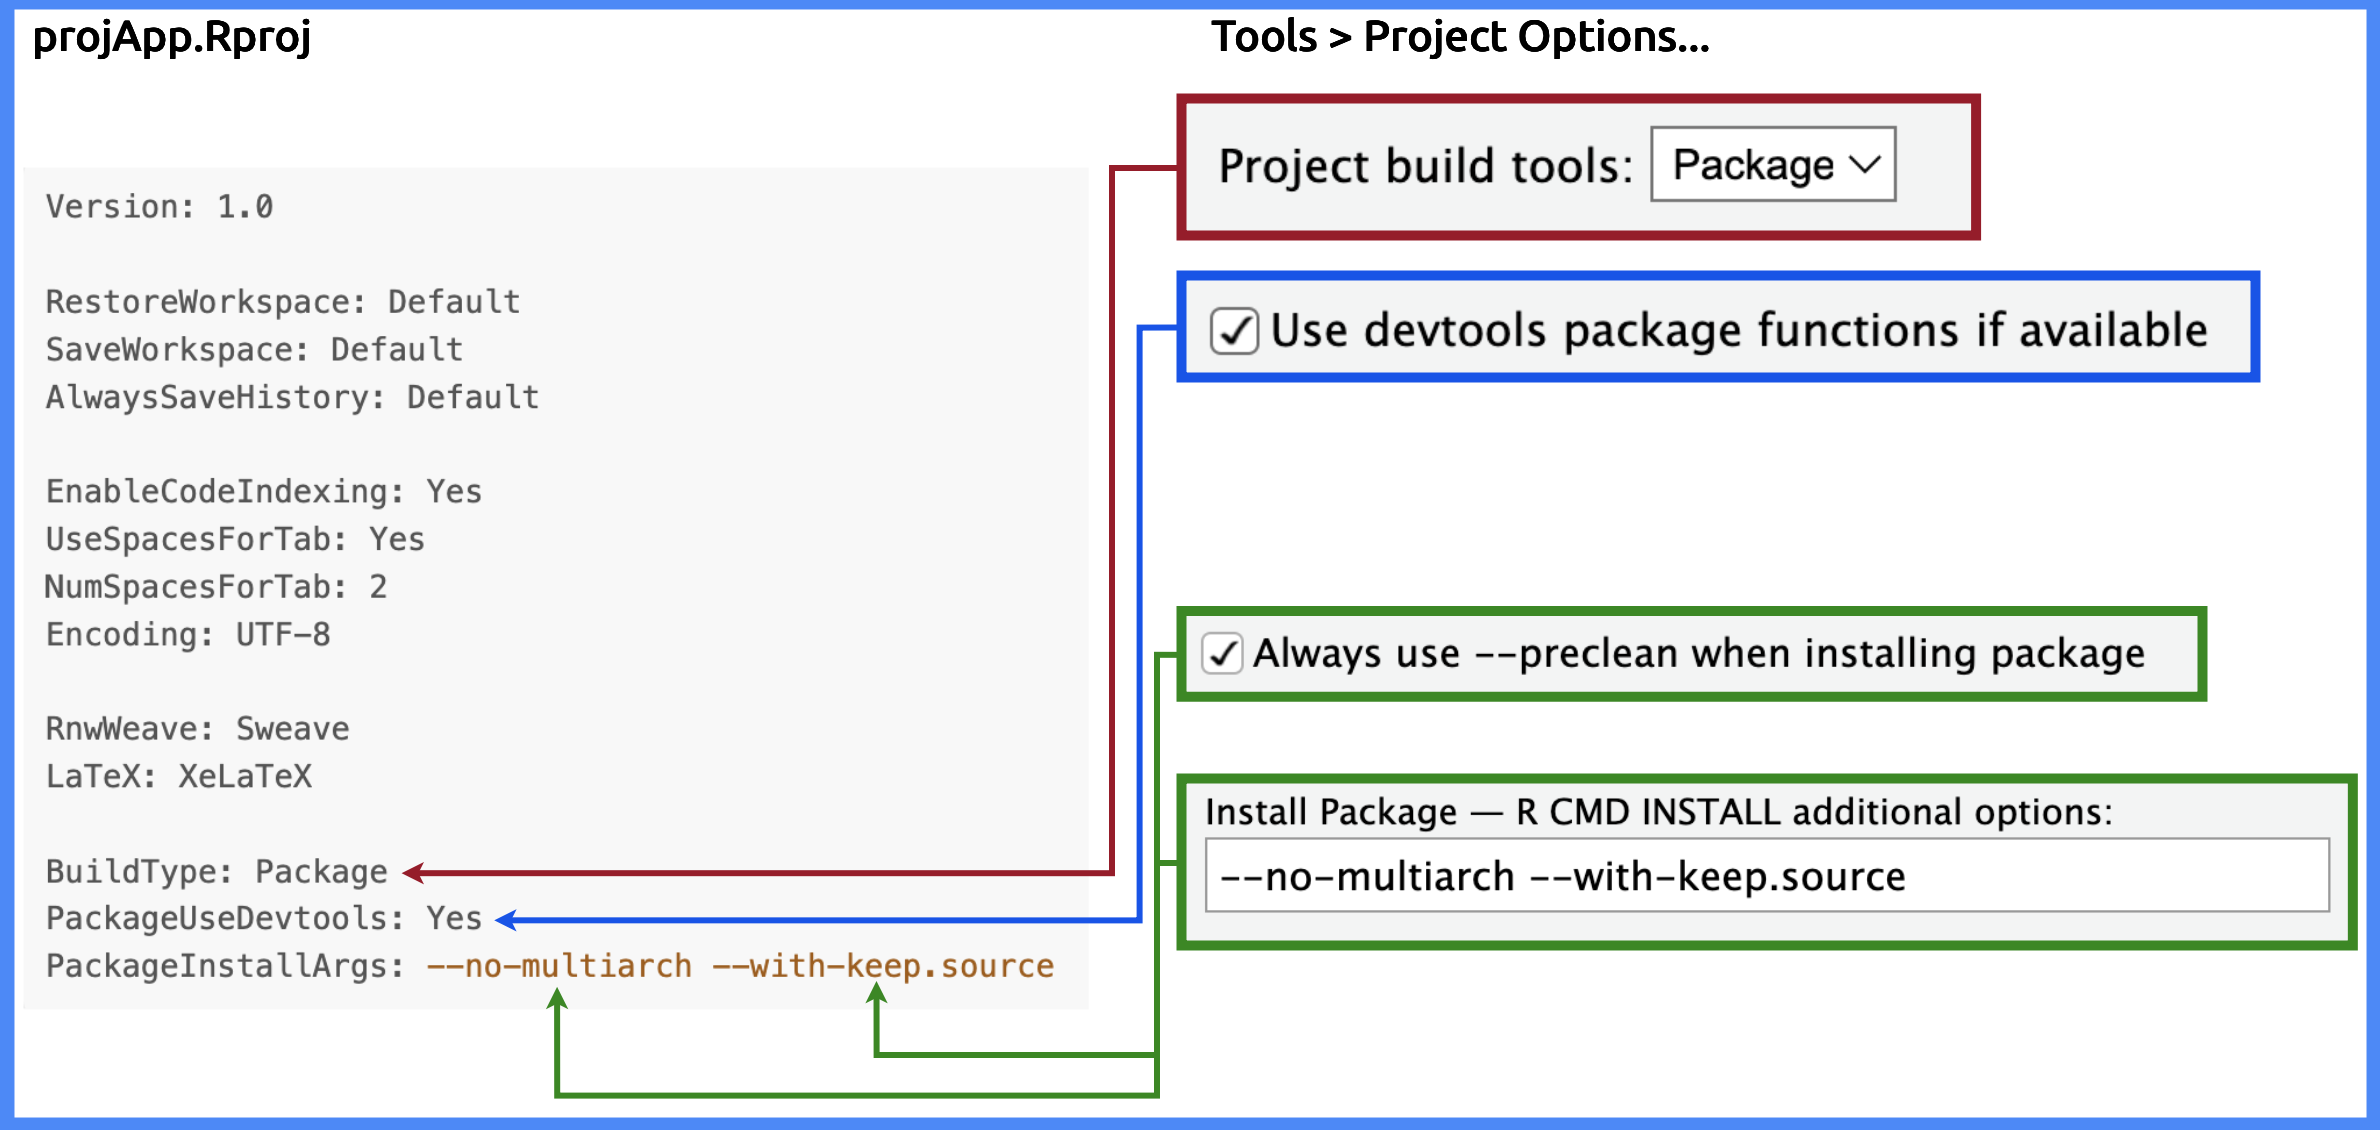 projApp.Rproj
Version: 1.0
RestoreWorkspace: Default
SaveWorkspace: Default
AlwaysSaveHistory: Default
EnableCodeIndexing: Yes
UseSpacesForTab: Yes
NumSpacesForTab: 2
Encoding: UTF-8
RnwWeave: Sweave
LaTeX: XeLaTeX
BuildType: Package
PackageUseDevtools: Yes
PackageInstallArgs: --no-multiarch --with-keep.source
Tools > Project Options...
Project build tools: Package
Use devtools package functions if available
Always use --preclean when installing package
Install Package — R CMD INSTALL additional options:
--no-multiarch --with-keep.source